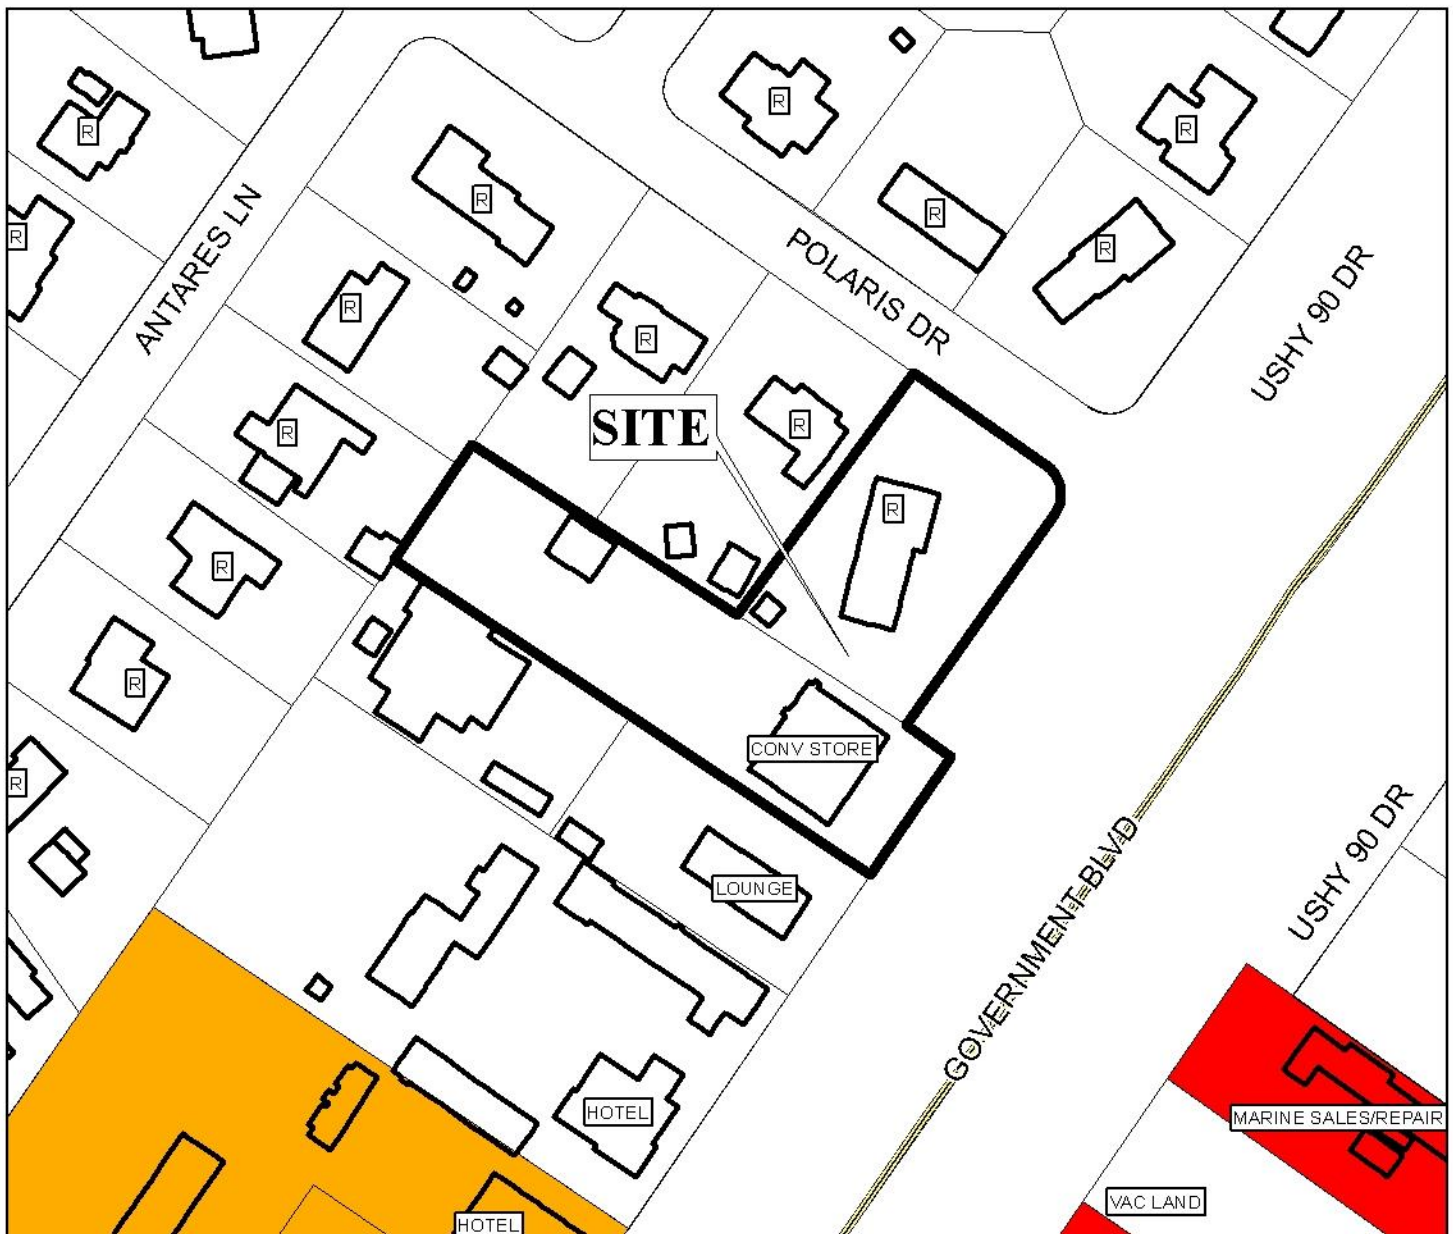 R
R
R
R
R
R
ANTARES LN
R
POLARIS DR
R
USHY 90 DR
R
R
SITE
R
R
R
R
R
CONV STORE
R
USHY 90 DR
LOUNGE
GOVERNMENT BLVD
HOTEL
MARINE SALES/REPAIR
VAC LAND
HOTEL